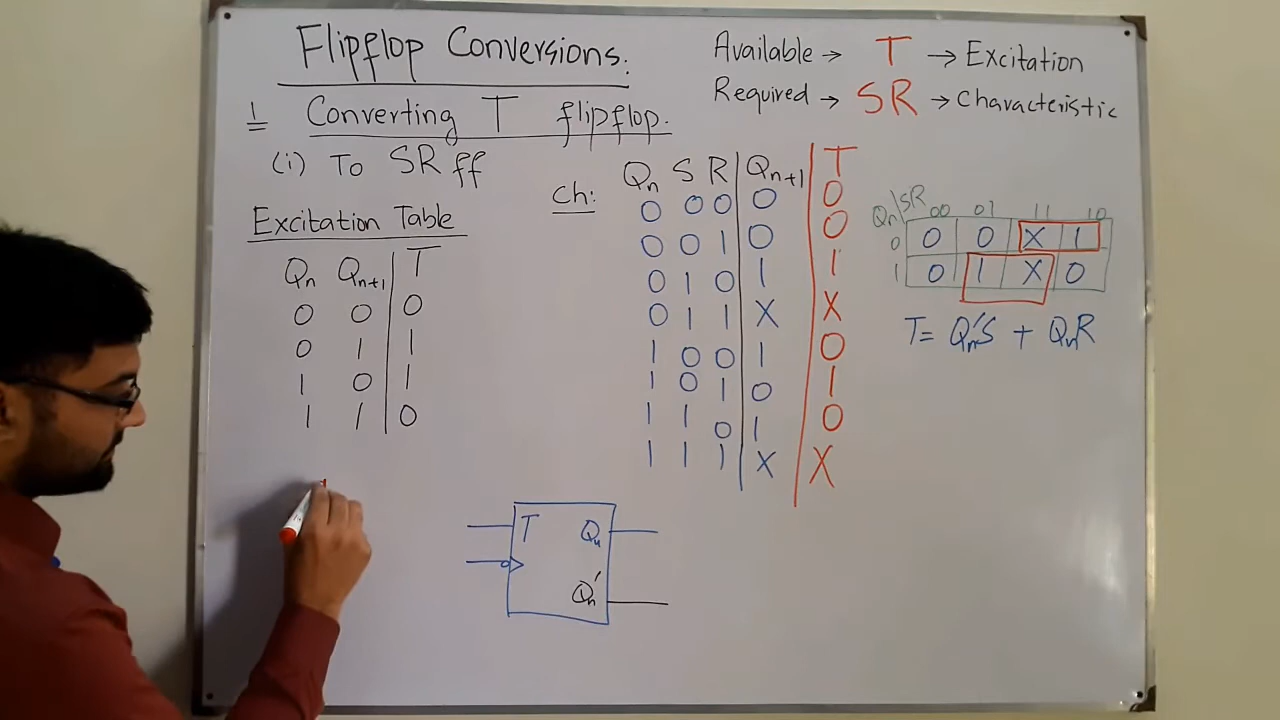 Flipflop Conversions.
1 Converting T flipflop.
(i) To SR ff
Available → T → Excitation
Required → SR → Characteristic
Excitation Table
Qn Qn+1 T
0 0 0
0 1 1
1 0 1
1 1 0
Ch:
Qn S R Qn+1 T
0 0 0 0 0
0 0 1 0 0
0 1 0 1 1
0 1 1 X X
1 0 0 1 0
1 0 1 0 1
1 1 0 1 0
1 1 1 X X
Qn\SR 00 01 11 10
0 0 0 X 1
1 0 1 X 0
T= Qn'S + QnR
T Qn
Qn'